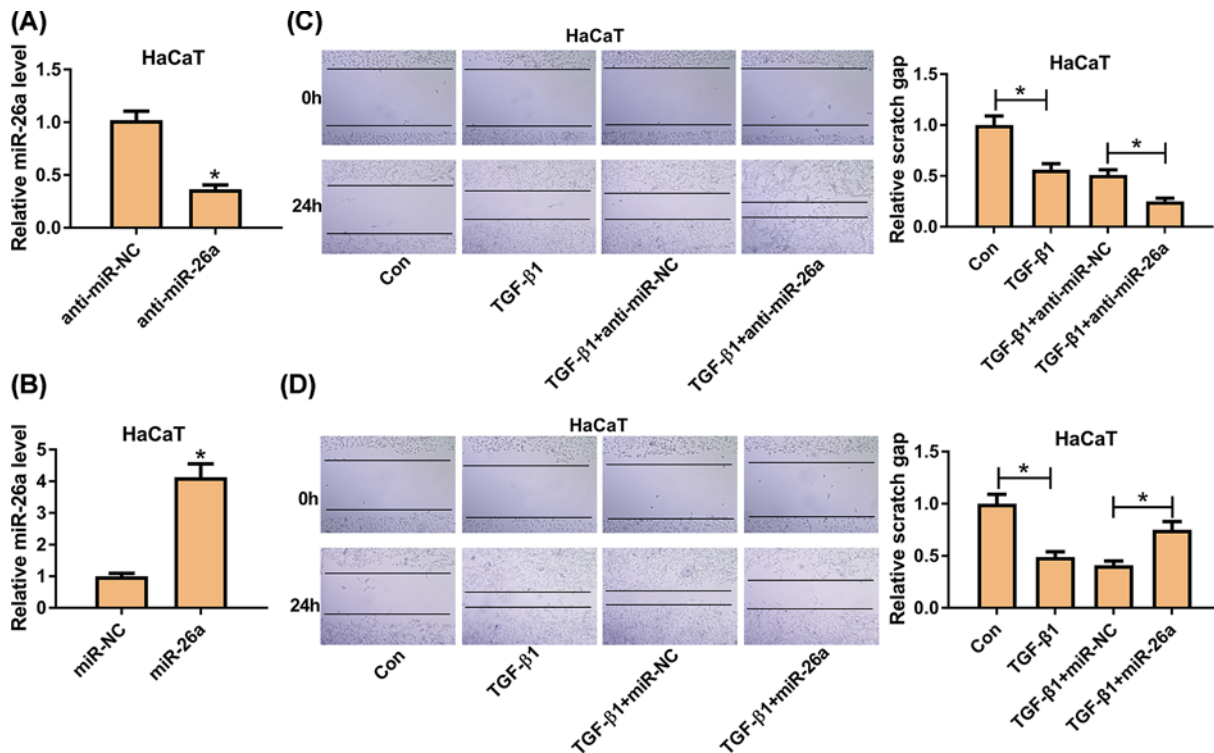 (A)
HaCaT
Relative miR-26a level
1.5
1.0
0.5
0.0
*
anti-miR-NC
anti-miR-26a
(C)
HaCaT
0h
24h
Con
TGF-β1
TGF-β1+anti-miR-NC
TGF-β1+anti-miR-26a
HaCaT
Relative scratch gap
1.5
1.0
0.5
0.0
*
*
Con
TGF-β1
TGF-β1+anti-miR-NC
TGF-β1+anti-miR-26a
(B)
HaCaT
Relative miR-26a level
5
4
3
2
1
0
*
miR-NC
miR-26a
(D)
HaCaT
0h
24h
Con
TGF-β1
TGF-β1+miR-NC
TGF-β1+miR-26a
HaCaT
Relative scratch gap
1.5
1.0
0.5
0.0
*
*
Con
TGF-β1
TGF-β1+miR-NC
TGF-β1+miR-26a